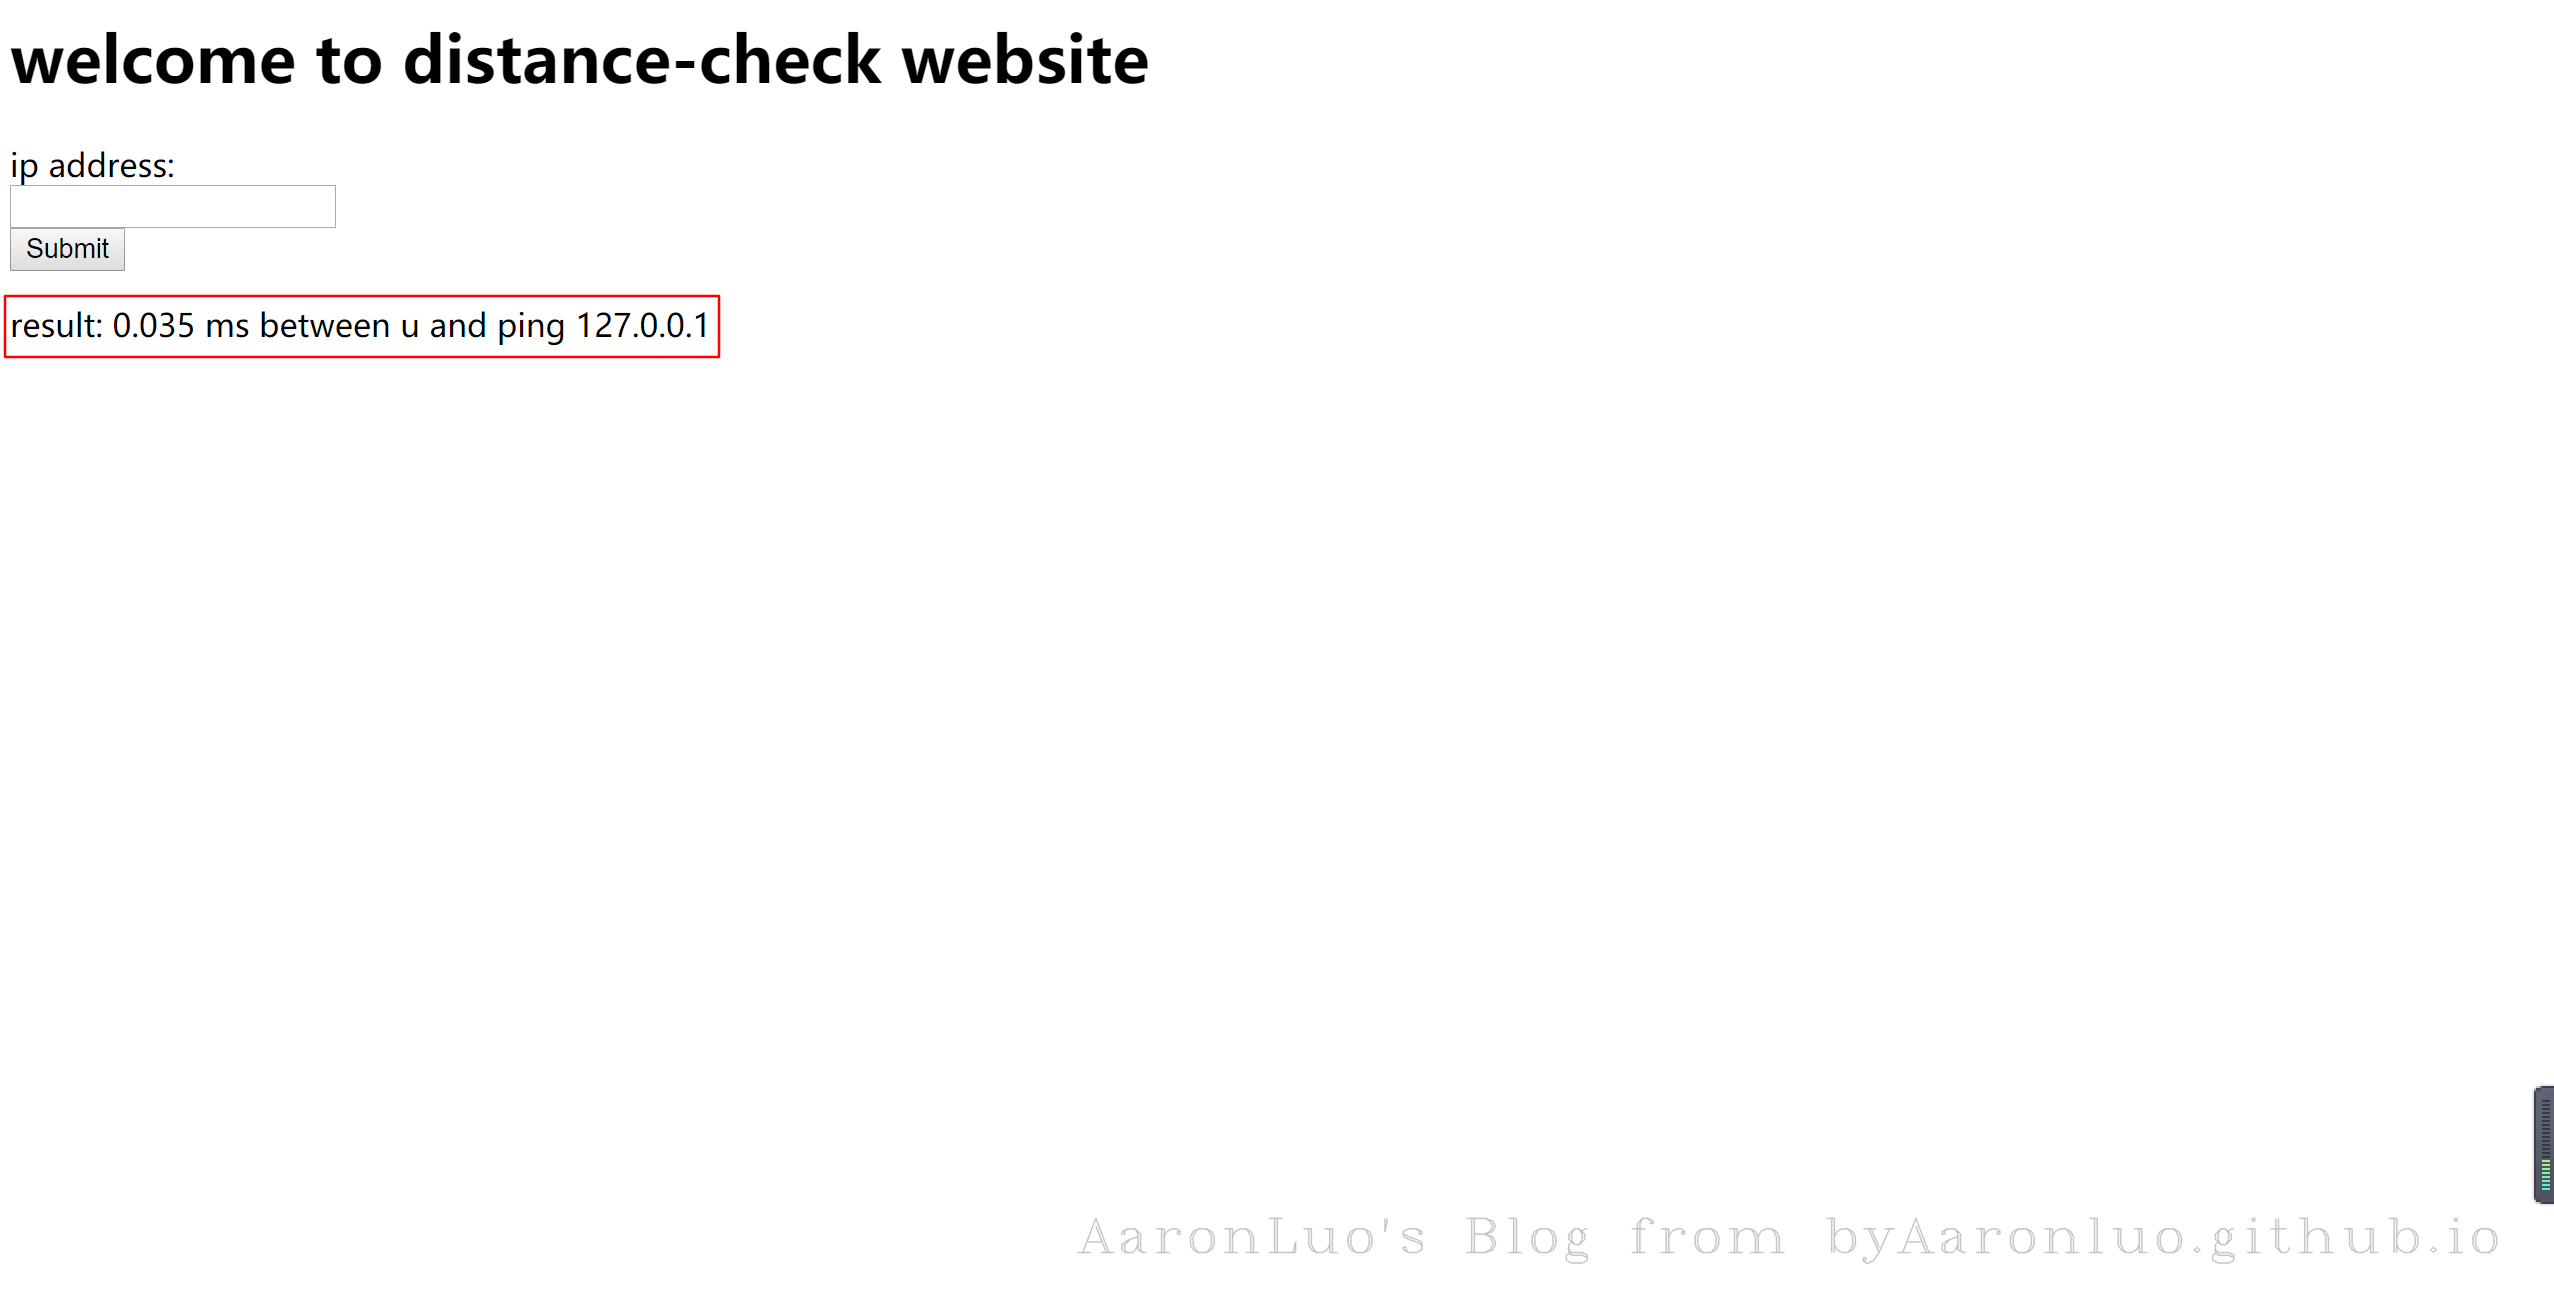 welcome to distance-check website
ip address:
Submit
result: 0.035 ms between u and ping 127.0.0.1
AaronLuo's Blog from byAaronluo.github.io